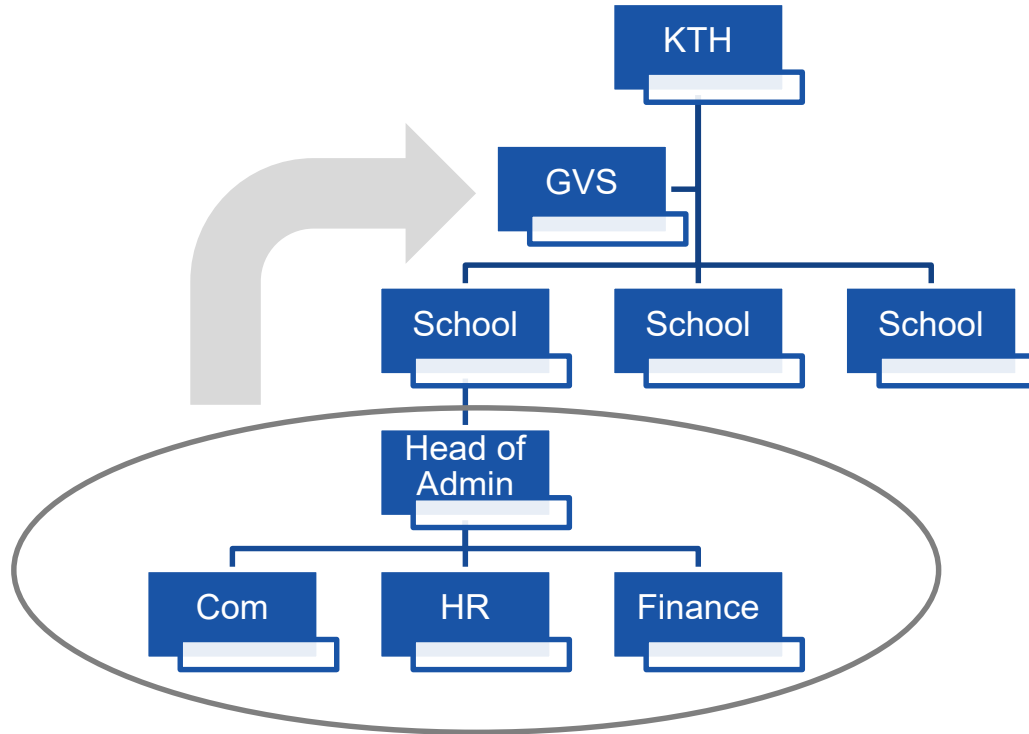 KTH
GVS
School
School
School
Head of
Admin
Com
HR
Finance